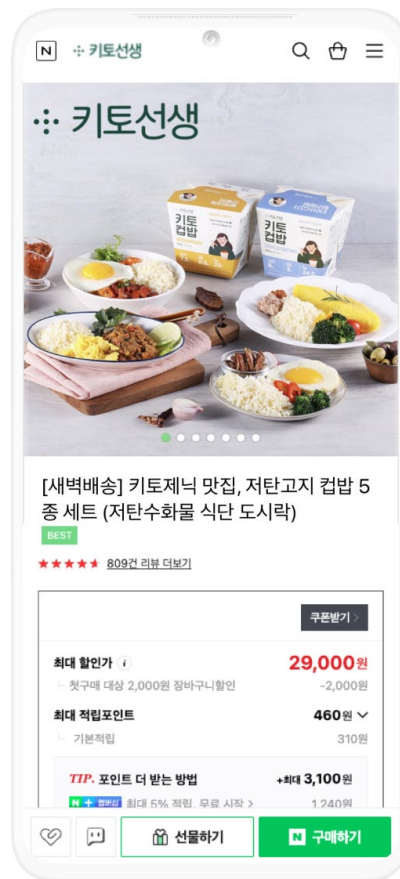 N 키토선생
키토선생
키토
컵밥
키토
컵밥
[새벽배송] 키토제닉 맛집, 저탄고지 컵밥 5
종 세트 (저탄수화물 식단 도시락)
BEST
809건 리뷰 더보기
쿠폰받기 >
최대 할인가 i 29,000원
첫구매 대상 2,000원 장바구니할인 -2,000원
최대 적립포인트 460원
기본적립 310원
TIP. 포인트 더 받는 방법 +최대 3,100원
N + 멤버십 최대 5% 적립, 무료 시작 > 1,240원
선물하기
N 구매하기